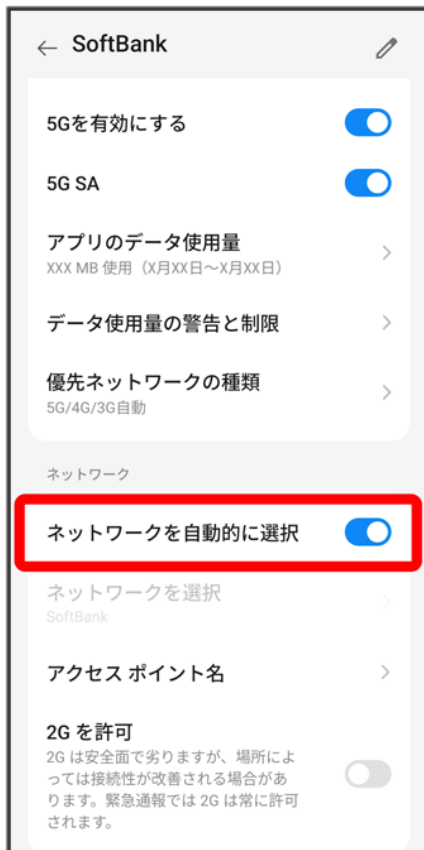 SoftBank
5Gを有効にする
5G SA
アプリのデータ使用量
XXX MB 使用（X月XX日～X月XX日）
データ使用量の警告と制限
優先ネットワークの種類
5G/4G/3G自動
ネットワーク
ネットワークを自動的に選択
ネットワークを選択
SoftBank
アクセス ポイント名
2G を許可
2G は安全面で劣りますが、場所によ
っては接続性が改善される場合があ
ります。緊急通報では 2G は常に許可
されます。